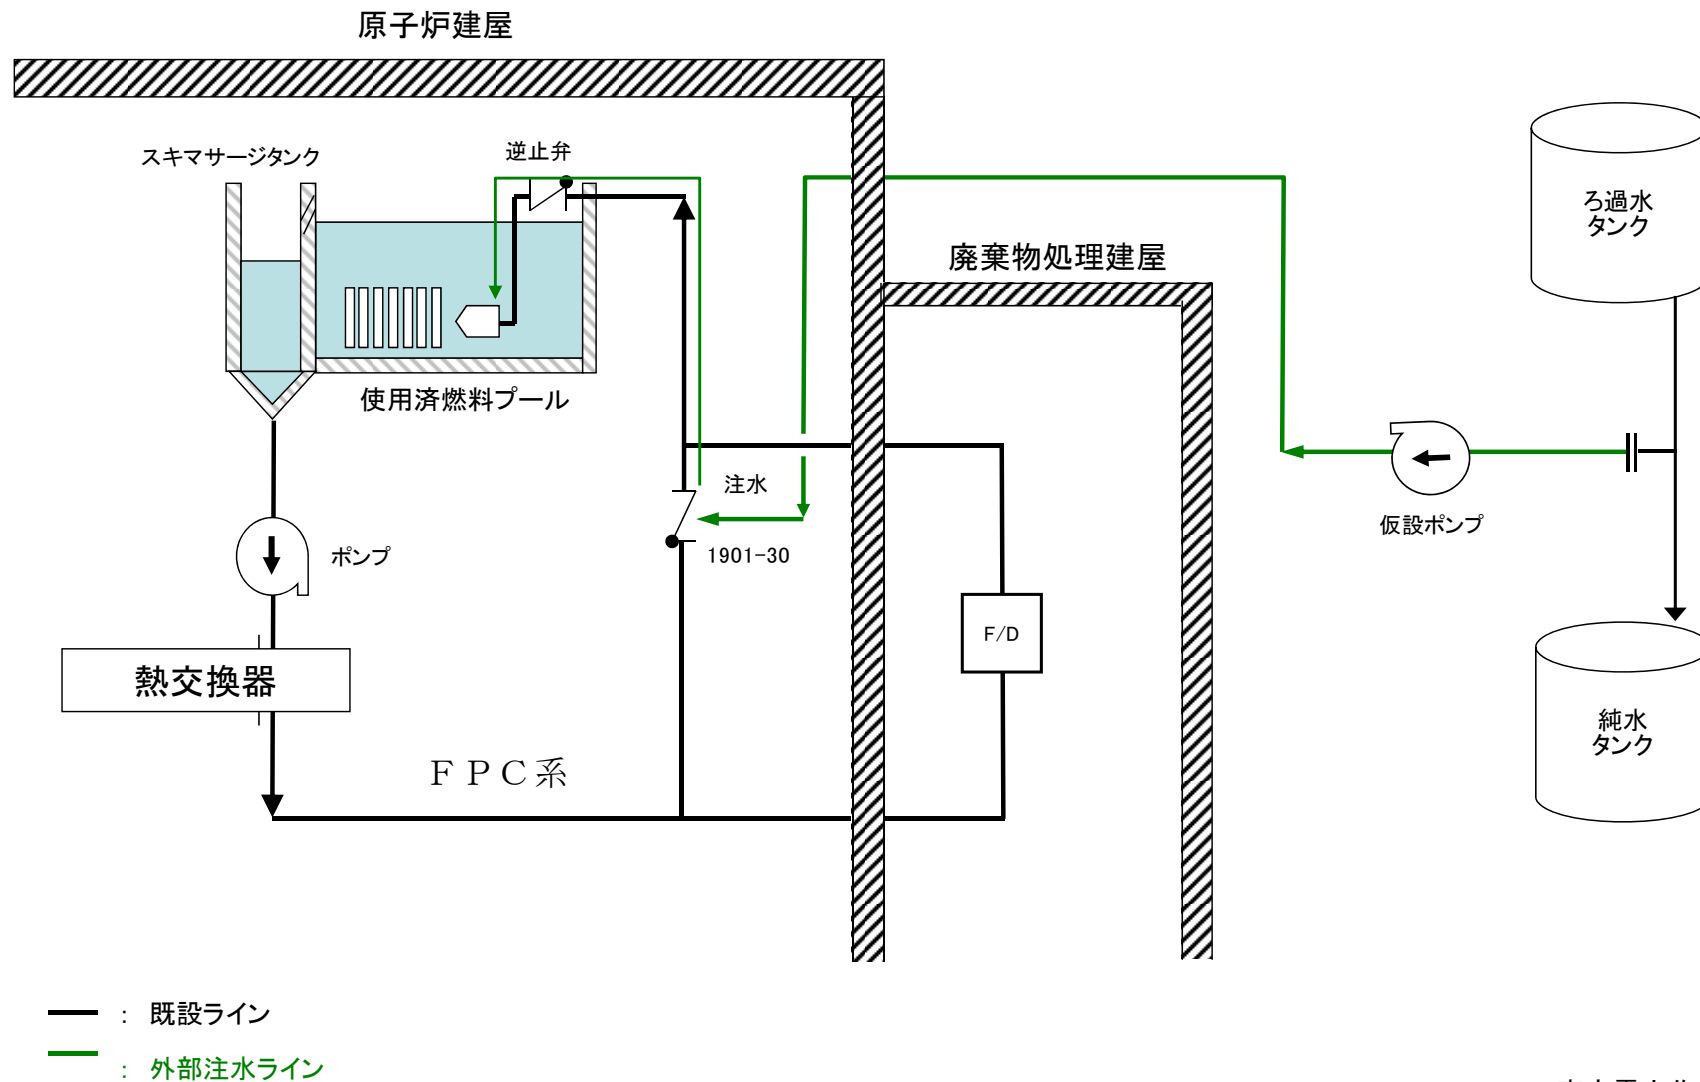 原子炉建屋
スキマサージタンク
逆止弁
ろ過水
タンク
廃棄物処理建屋
使用済燃料プール
注水
仮設ポンプ
ポンプ
1901-30
F/D
熱交換器
純水
タンク
ＦＰＣ系
： 既設ライン
： 外部注水ライン